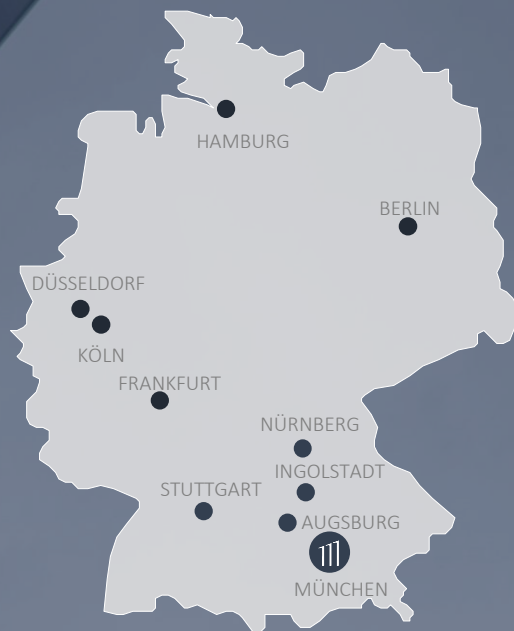 HAMBURG
BERLIN
DÜSSELDORF
KÖLN
FRANKFURT
NÜRNBERG
INGOLSTADT
STUTTGART
AUGSBURG
MÜNCHEN